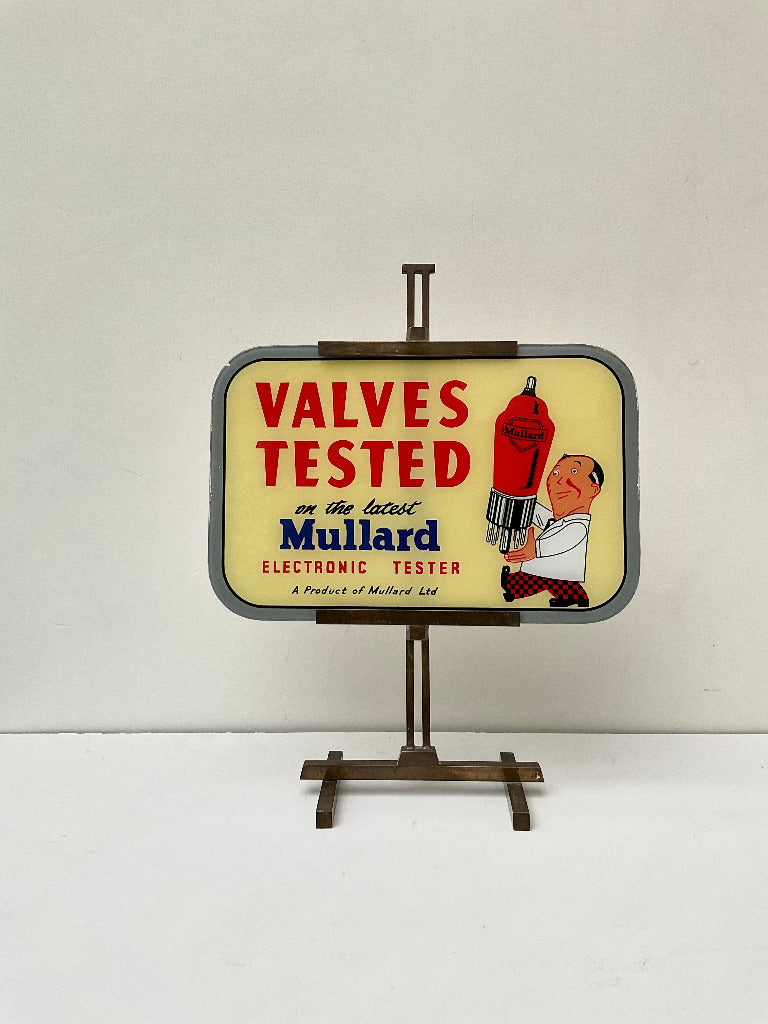 VALVES
TESTED
on the latest
Mullard
ELECTRONIC TESTER
A Product of Mullard Ltd
Mullard